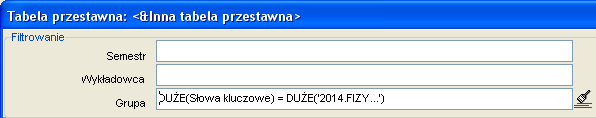 Tabela przestawna: <&Inna tabela przestawna>
Filtrowanie
Semestr
Wykładowca
Grupa DUŻE(Słowa kluczowe) = DUŻE('2014.FIZY...')